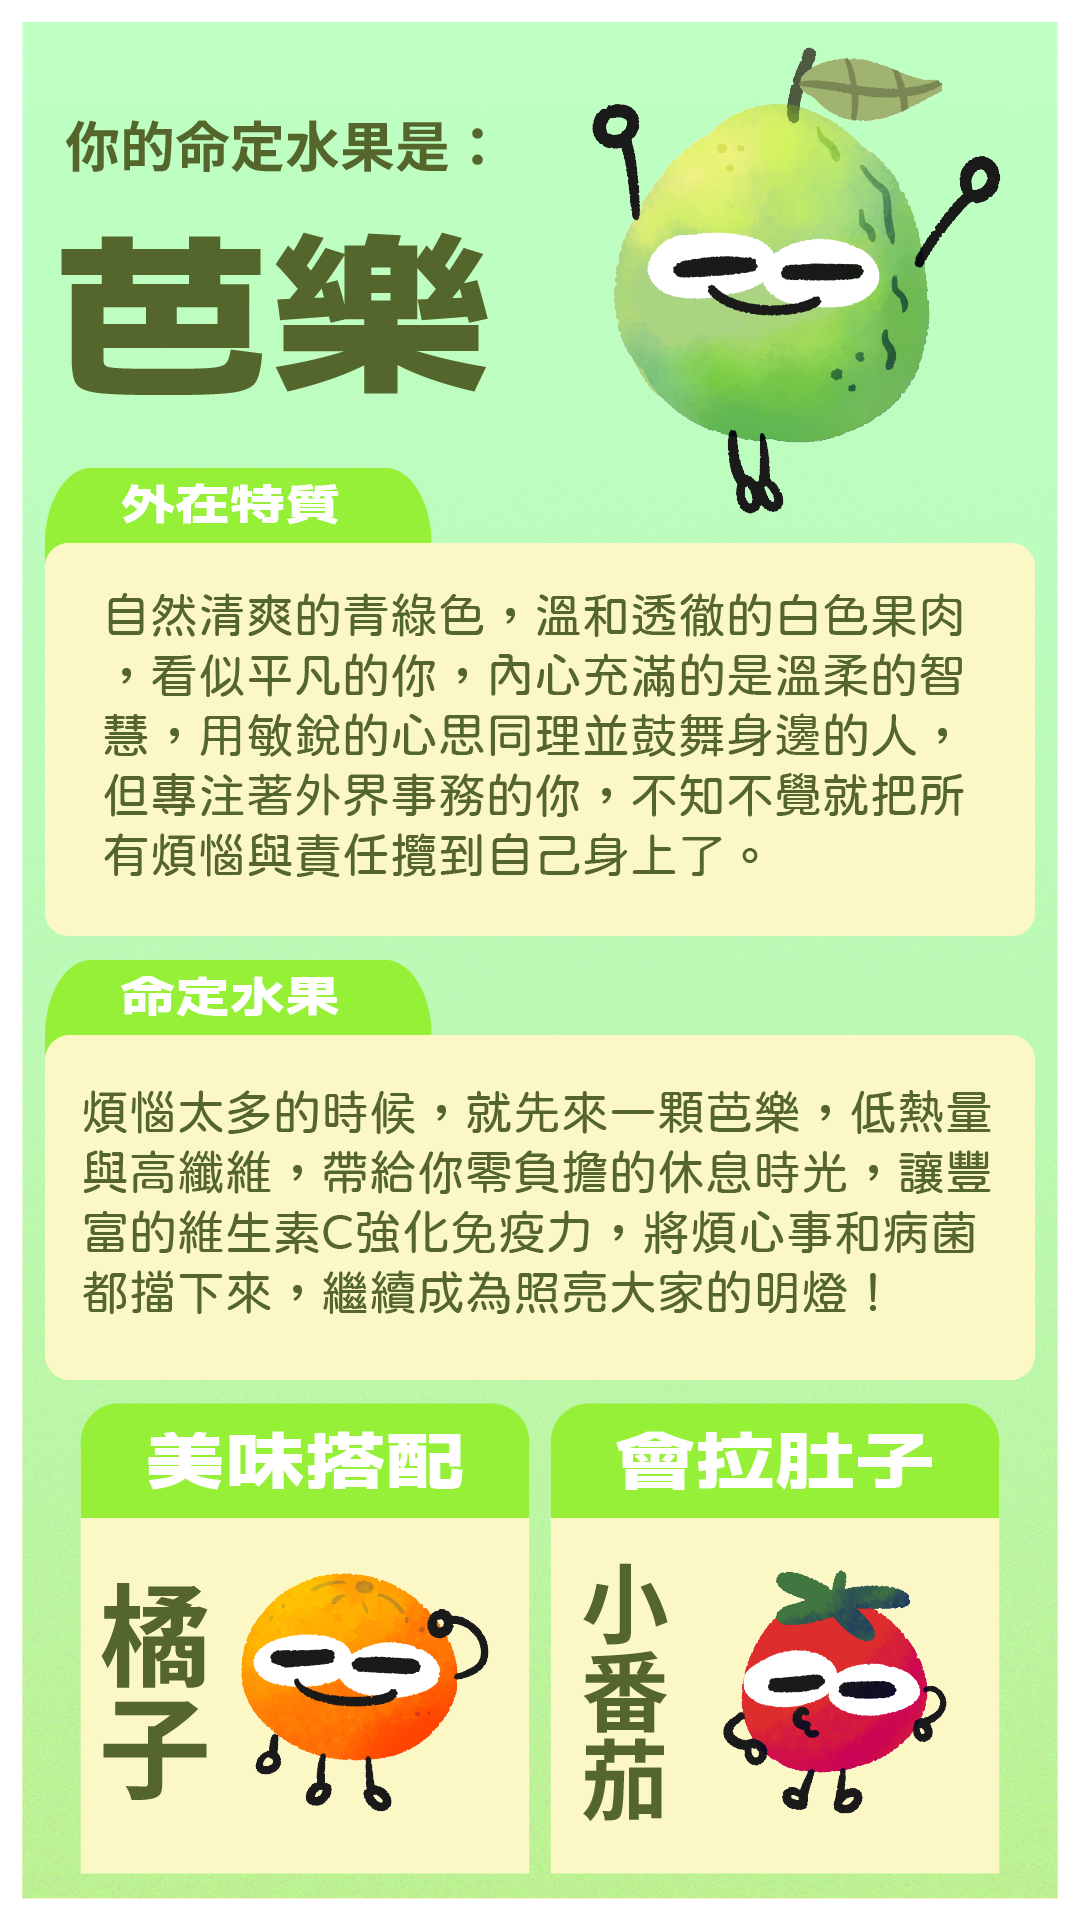 你的命定水果是：
芭樂
外在特質
自然清爽的青綠色，溫和透徹的白色果肉
，看似平凡的你，內心充滿的是溫柔的智
慧，用敏銳的心思同理並鼓舞身邊的人，
但專注著外界事務的你，不知不覺就把所
有煩惱與責任攬到自己身上了。
命定水果
煩惱太多的時候，就先來一顆芭樂，低熱量
與高纖維，帶給你零負擔的休息時光，讓豐
富的維生素C強化免疫力，將煩心事和病菌
都擋下來，繼續成為照亮大家的明燈！
美味搭配
橘子
會拉肚子
小番茄